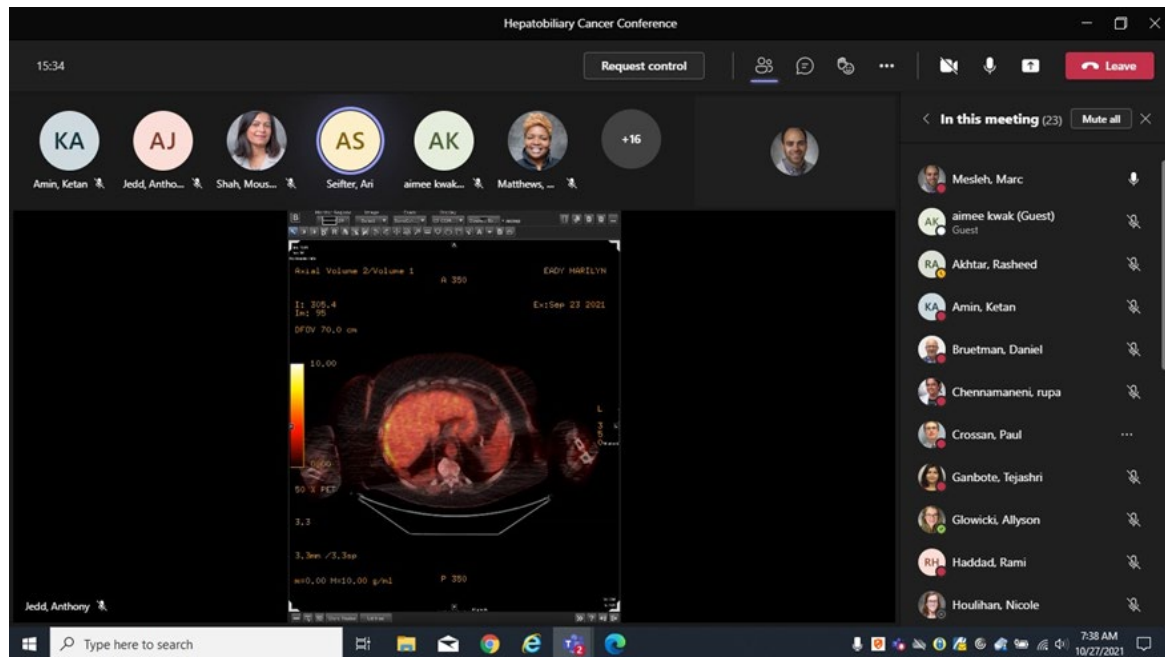 Hepatobiliary Cancer Conference
15:34
Request control
Leave
KA
AJ
AS
AK
+16
Amin, Ketan
Jedd, Antho...
Shah, Mous...
Seifter, Ari
aimee kwak...
Matthews, ...
In this meeting (23)
Mute all
Mesleh, Marc
AK
aimee kwak (Guest)
Guest
RA
Akhtar, Rasheed
KA
Amin, Ketan
Bruetman, Daniel
Chennamaneni, rupa
Crossan, Paul
Ganbote, Tejashri
Glowicki, Allyson
RH
Haddad, Rami
Houlihan, Nicole
Axial Volume 2/Volume 1
A 350
EADY MARILYN
I: 305.4
Ex:Sep 23 2021
Im: 95
DFOV 70.0 cm
10.00
50 % PET
3.3
3.3mm /3.3sp
m=0.00 M=10.00 g/ml
P 350
Jedd, Anthony
Type here to search
7:38 AM
10/27/2021